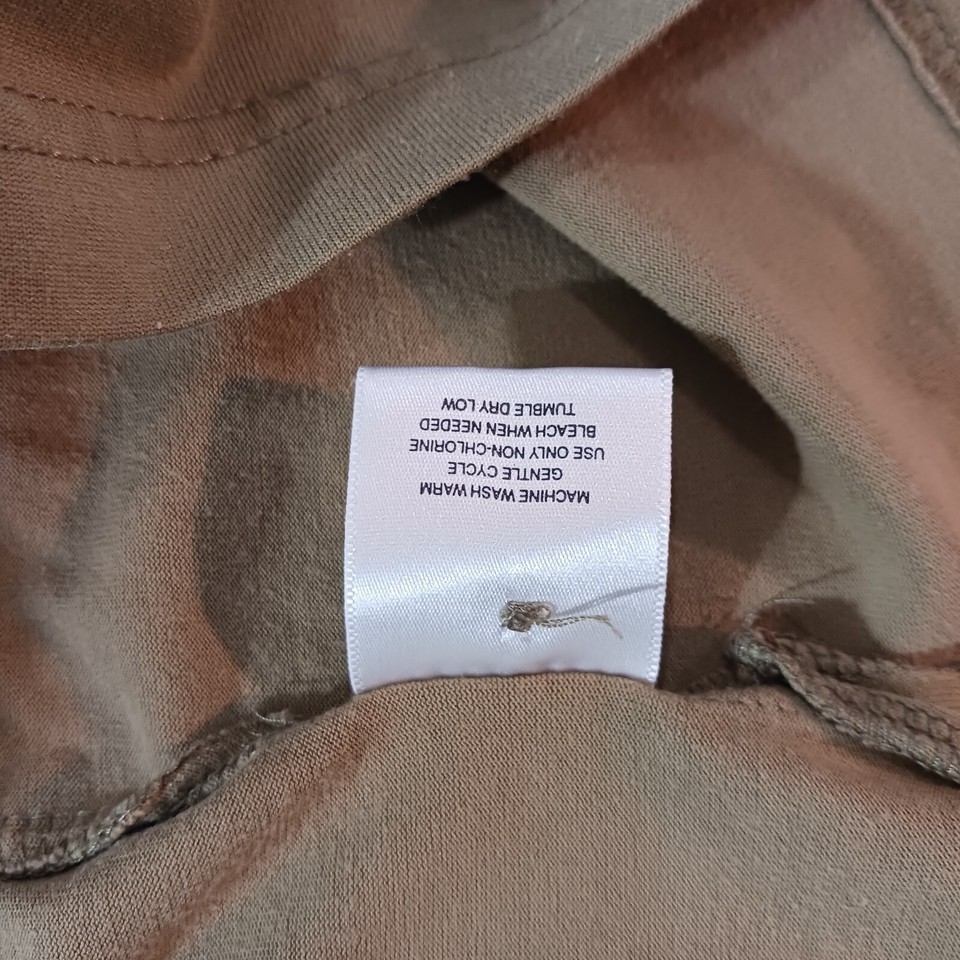 MACHINE WASH WARM
GENTLE CYCLE
USE ONLY NON-CHLORINE
BLEACH WHEN NEEDED
TUMBLE DRY LOW